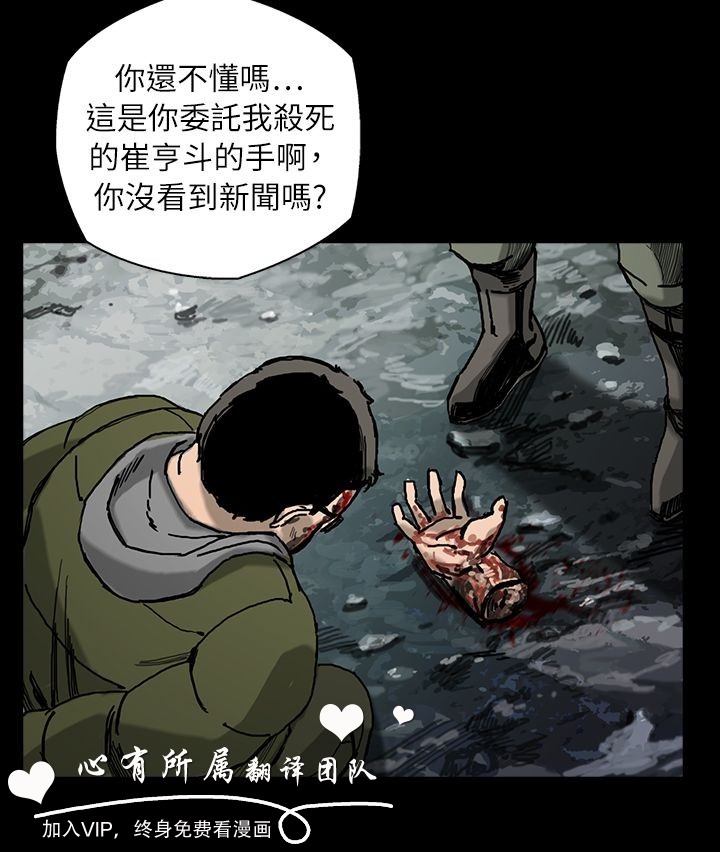 你還不懂嗎...
這是你委託我殺死
的崔亨斗的手啊，
你沒看到新聞嗎?
心有所属翻译团队
加入VIP，终身免费看漫画